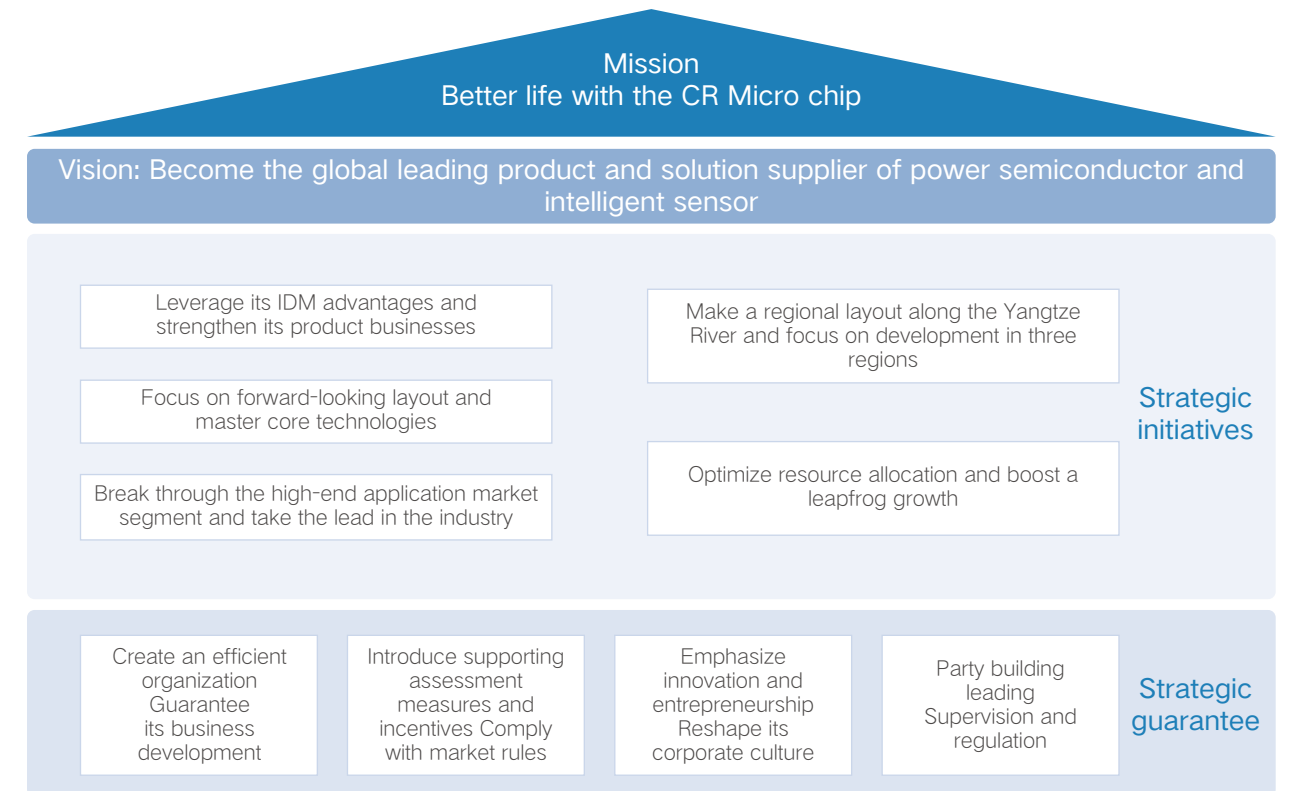 Mission
Better life with the CR Micro chip
Vision: Become the global leading product and solution supplier of power semiconductor and
intelligent sensor
Leverage its IDM advantages and
strengthen its product businesses
Focus on forward-looking layout and
master core technologies
Break through the high-end application market
segment and take the lead in the industry
Make a regional layout along the Yangtze
River and focus on development in three
regions
Optimize resource allocation and boost a
leapfrog growth
Strategic
initiatives
Create an efficient
organization
Guarantee
its business
development
Introduce supporting
assessment
measures and
incentives Comply
with market rules
Emphasize
innovation and
entrepreneurship
Reshape its
corporate culture
Party building
leading
Supervision and
regulation
Strategic
guarantee